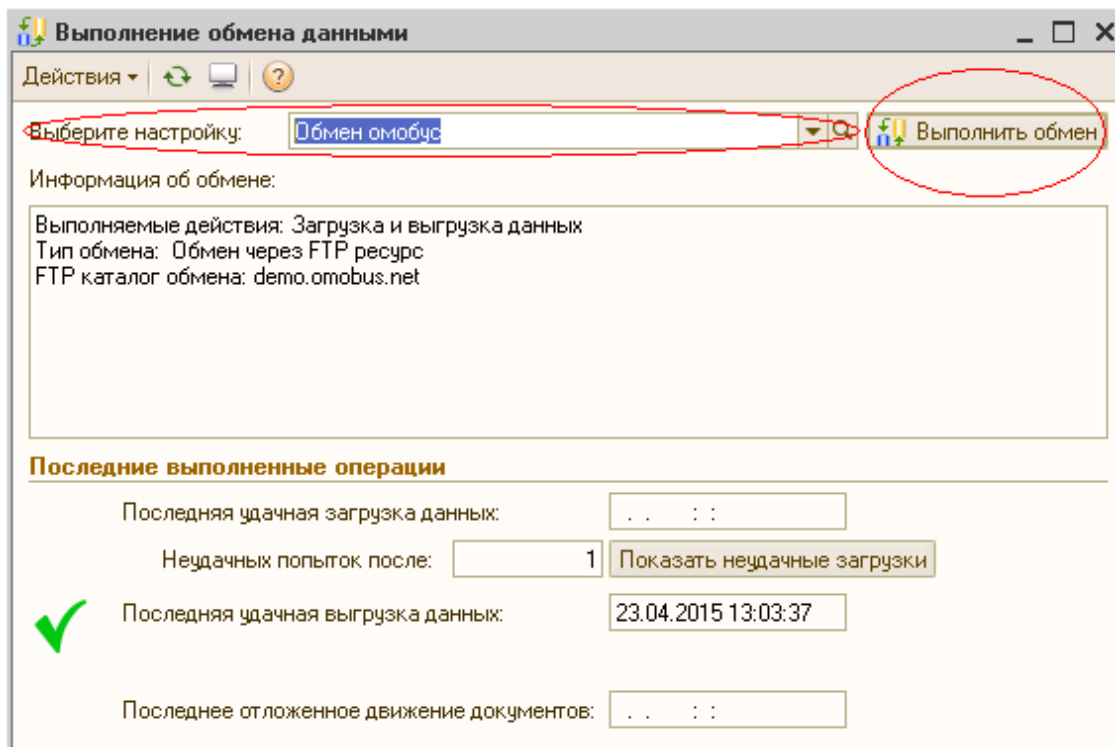 Выполнение обмена данными
Действия
Выберите настройку: Обмен омобус Выполнить обмен
Информация об обмене:
Выполняемые действия: Загрузка и выгрузка данных
Тип обмена: Обмен через FTP ресурс
FTP каталог обмена: demo.omobus.net
Последние выполненные операции
Последняя удачная загрузка данных: . . : :
Неудачных попыток после: 1 Показать неудачные загрузки
Последняя удачная выгрузка данных: 23.04.2015 13:03:37
Последнее отложенное движение документов: . . : :